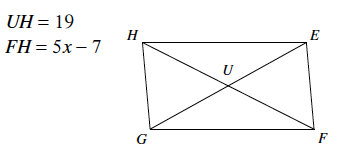 UH = 19
FH = 5x – 7
H
E
U
G
F